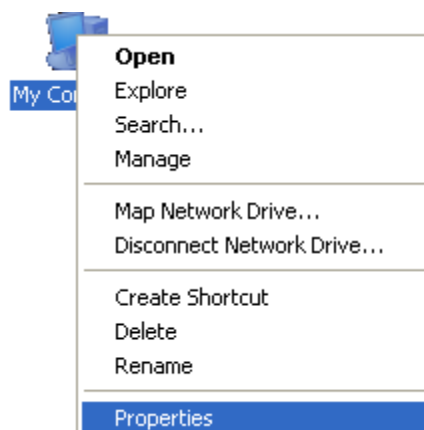 My Co
Open
Explore
Search...
Manage
Map Network Drive...
Disconnect Network Drive...
Create Shortcut
Delete
Rename
Properties